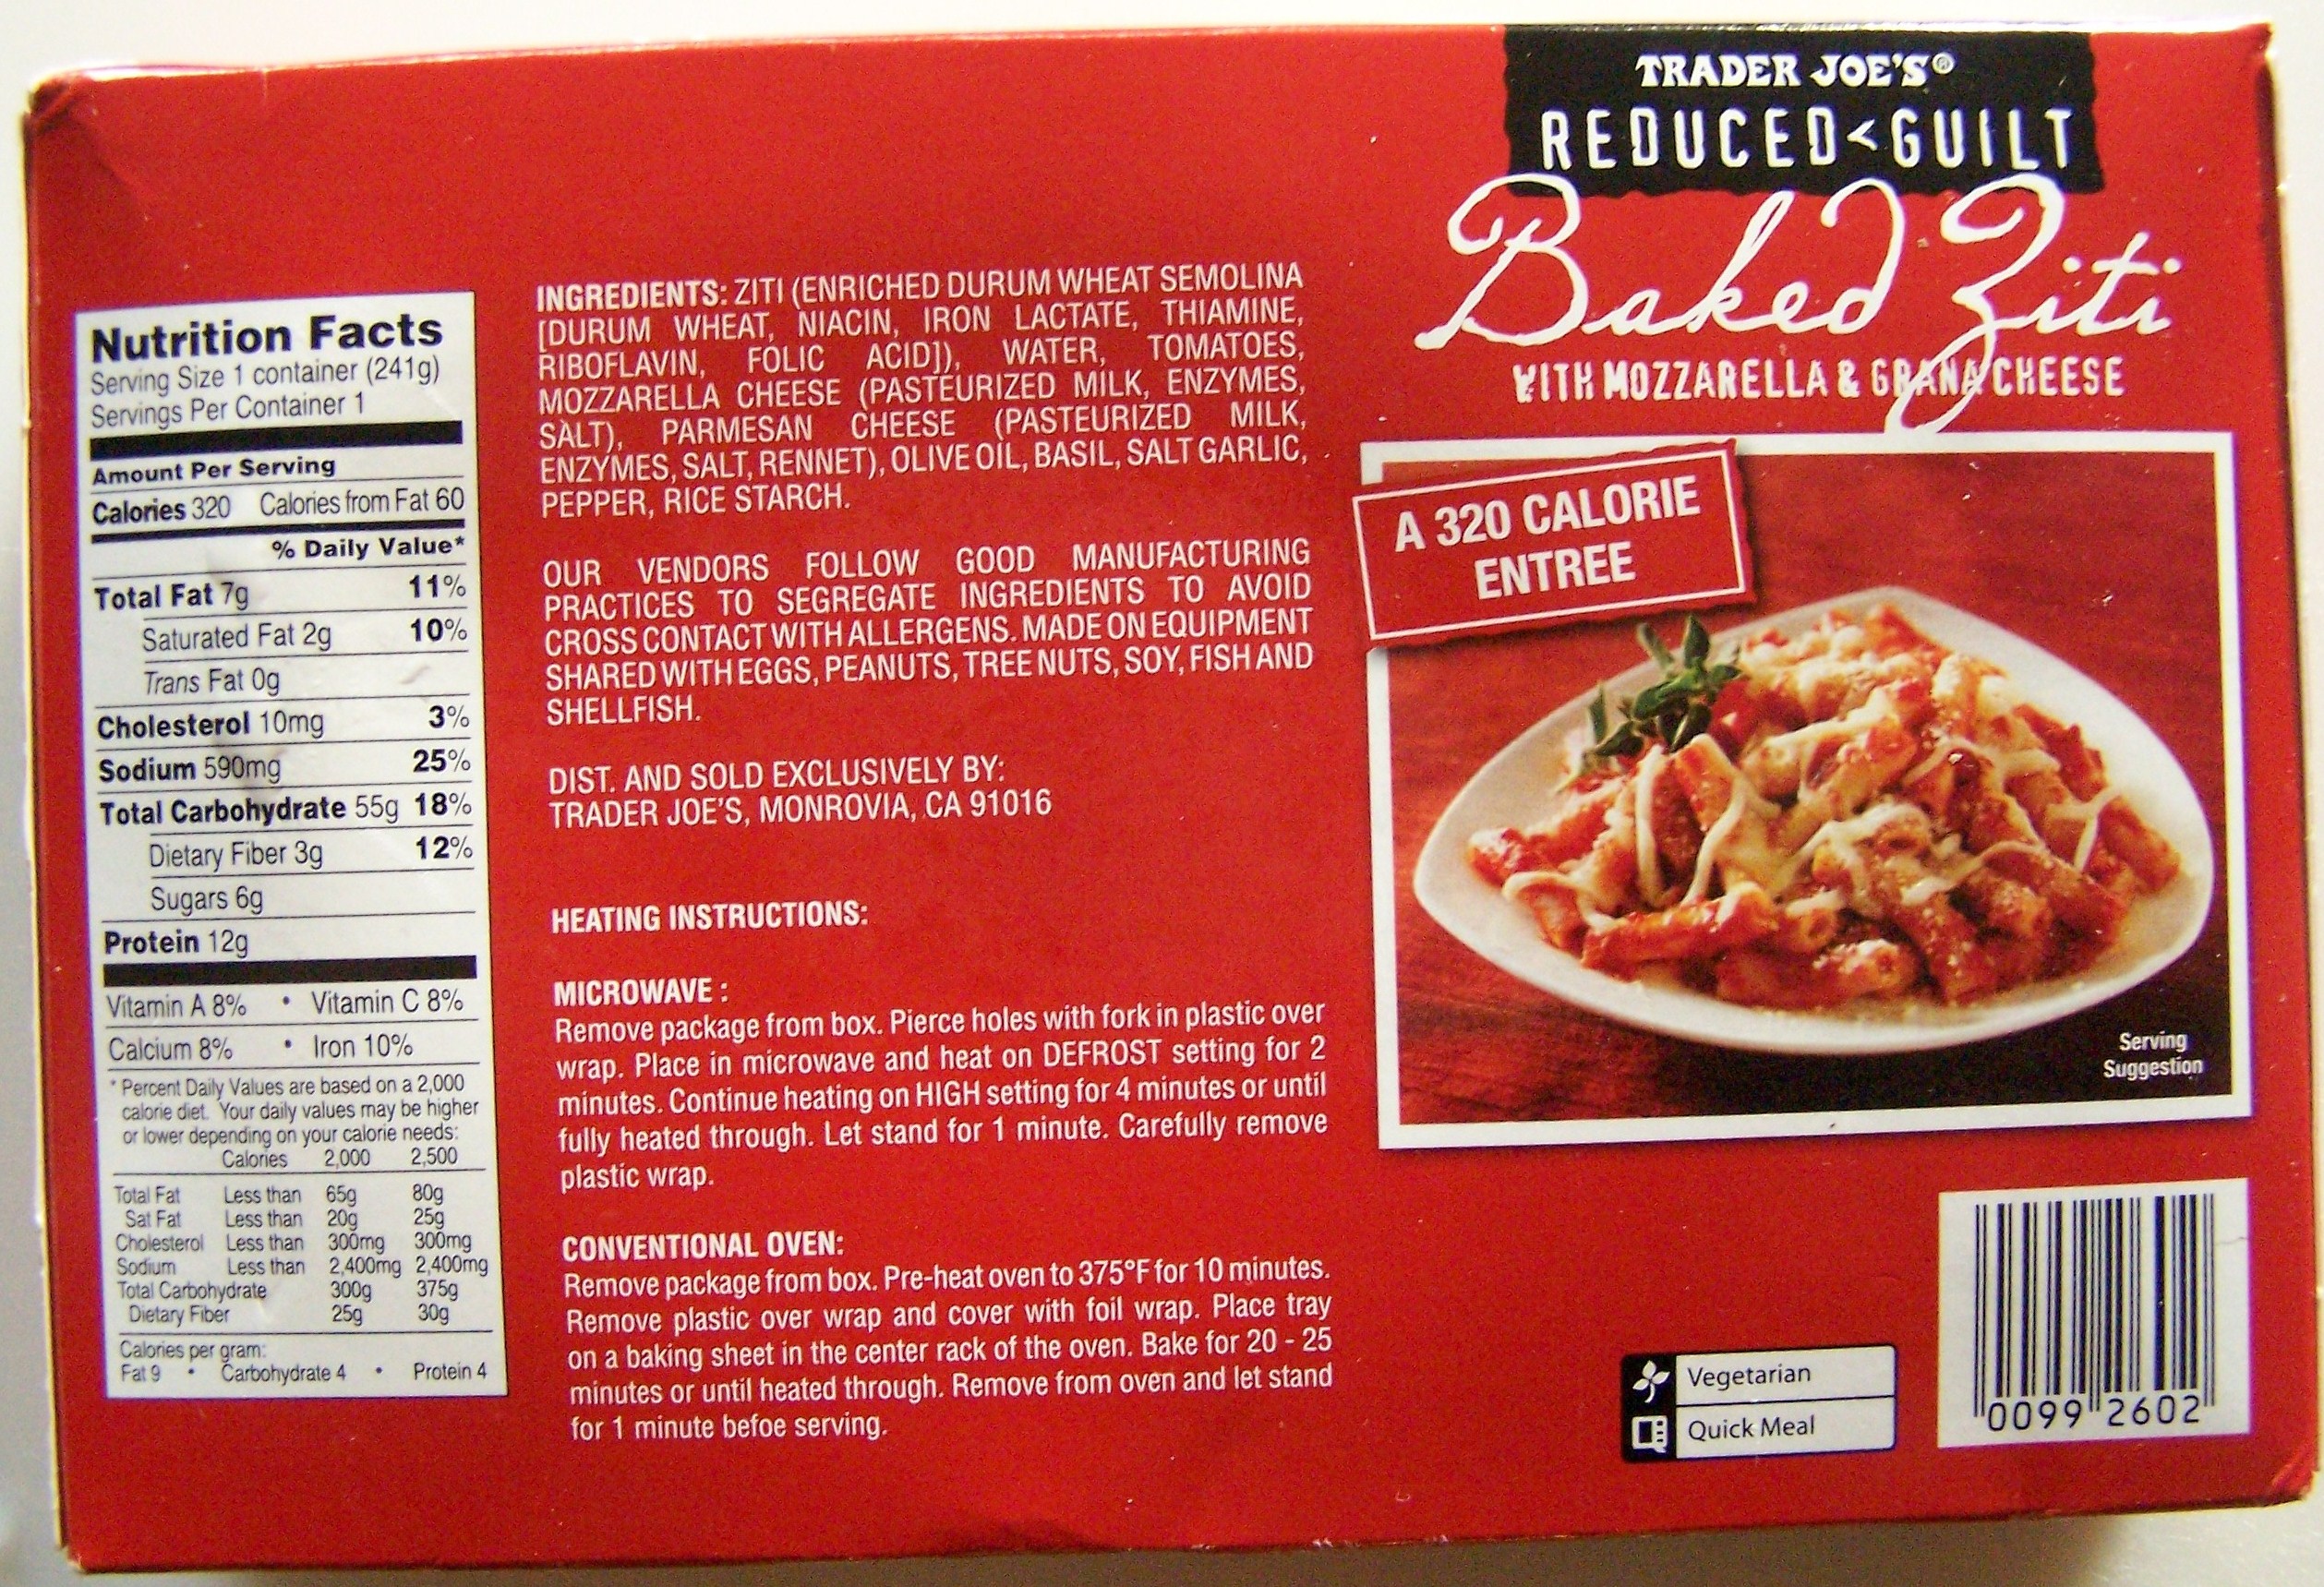 Nutrition Facts
Serving Size 1 container (241g)
Servings Per Container 1
Amount Per Serving
Calories 320 Calories from Fat 60
% Daily Value*
Total Fat 7g 11%
Saturated Fat 2g 10%
Trans Fat 0g
Cholesterol 10mg 3%
Sodium 590mg 25%
Total Carbohydrate 55g 18%
Dietary Fiber 3g 12%
Sugars 6g
Protein 12g
Vitamin A 8% • Vitamin C 8%
Calcium 8% • Iron 10%
* Percent Daily Values are based on a 2,000
calorie diet. Your daily values may be higher
or lower depending on your calorie needs:
Calories 2,000 2,500
Total Fat Less than 65g 80g
Sat Fat Less than 20g 25g
Cholesterol Less than 300mg 300mg
Sodium Less than 2,400mg 2,400mg
Total Carbohydrate 300g 375g
Dietary Fiber 25g 30g
Calories per gram:
Fat 9 • Carbohydrate 4 • Protein 4
INGREDIENTS: ZITI (ENRICHED DURUM WHEAT SEMOLINA
[DURUM WHEAT, NIACIN, IRON LACTATE, THIAMINE,
RIBOFLAVIN, FOLIC ACID]), WATER, TOMATOES,
MOZZARELLA CHEESE (PASTEURIZED MILK, ENZYMES,
SALT), PARMESAN CHEESE (PASTEURIZED MILK,
ENZYMES, SALT, RENNET), OLIVE OIL, BASIL, SALT GARLIC,
PEPPER, RICE STARCH.
OUR VENDORS FOLLOW GOOD MANUFACTURING
PRACTICES TO SEGREGATE INGREDIENTS TO AVOID
CROSS CONTACT WITH ALLERGENS. MADE ON EQUIPMENT
SHARED WITH EGGS, PEANUTS, TREE NUTS, SOY, FISH AND
SHELLFISH.
DIST. AND SOLD EXCLUSIVELY BY:
TRADER JOE'S, MONROVIA, CA 91016
HEATING INSTRUCTIONS:
MICROWAVE :
Remove package from box. Pierce holes with fork in plastic over
wrap. Place in microwave and heat on DEFROST setting for 2
minutes. Continue heating on HIGH setting for 4 minutes or until
fully heated through. Let stand for 1 minute. Carefully remove
plastic wrap.
CONVENTIONAL OVEN:
Remove package from box. Pre-heat oven to 375°F for 10 minutes.
Remove plastic over wrap and cover with foil wrap. Place tray
on a baking sheet in the center rack of the oven. Bake for 20 - 25
minutes or until heated through. Remove from oven and let stand
for 1 minute befoe serving.
TRADER JOE'S®
REDUCED<GUILT
Baked Ziti
WITH MOZZARELLA & GRANA CHEESE
A 320 CALORIE
ENTREE
Serving
Suggestion
Vegetarian
Quick Meal
0099 2602